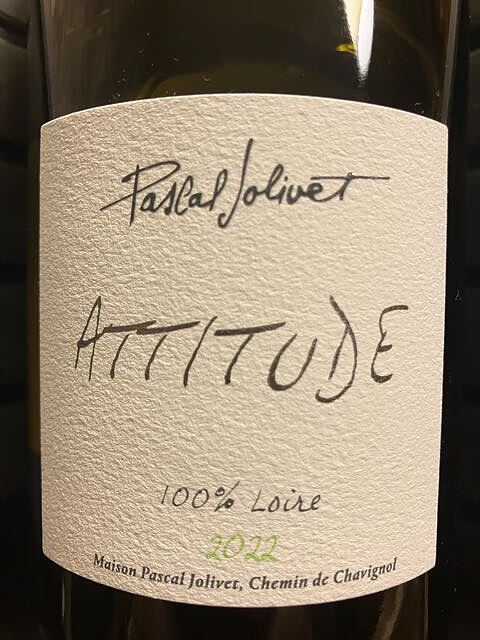 Pascal Jolivet
ATTITUDE
100% Loire
2022
Maison Pascal Jolivet, Chemin de Chavignol